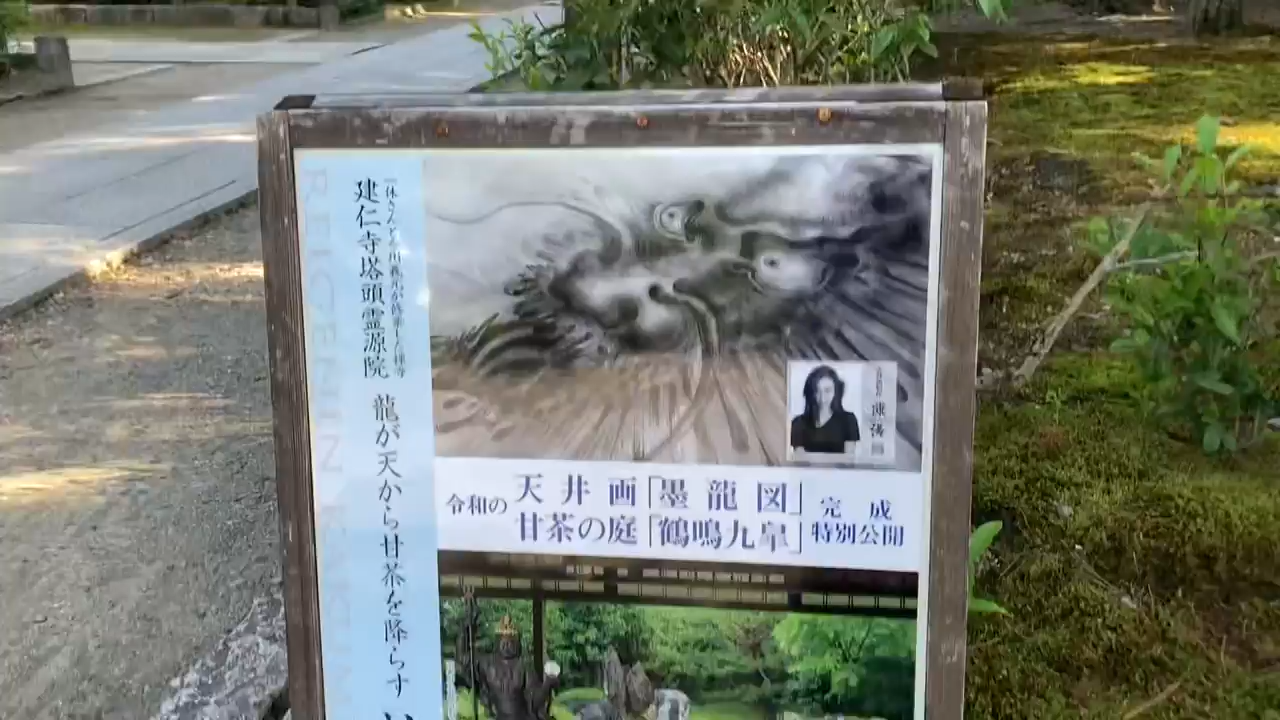 建仁寺塔頭霊源院
龍が天から甘茶を降らす
令和の 天井画「墨龍図」 完成
甘茶の庭「鶴鳴九皐」 特別公開